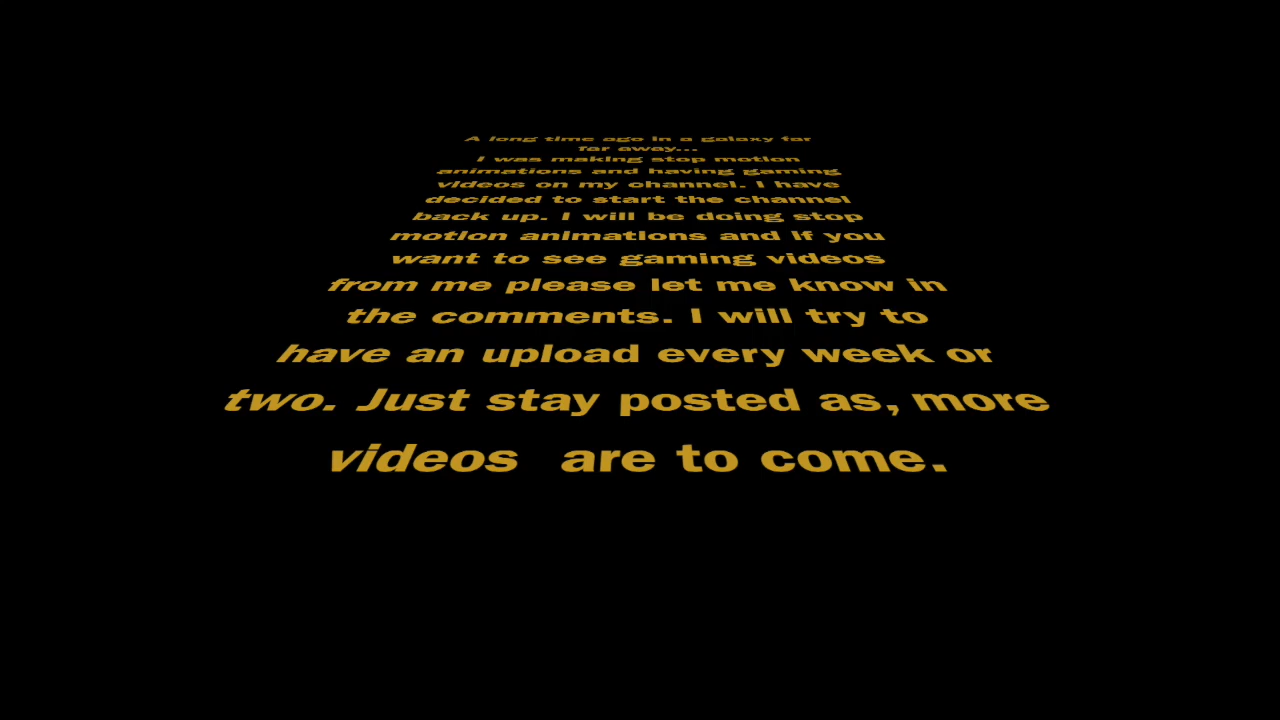 A long time ago in a galaxy far
far away...
I was making stop motion
animations and having gaming
videos on my channel. I have
decided to start the channel
back up. I will be doing stop
motion animations and if you
want to see gaming videos
from me please let me know in
the comments. I will try to
have an upload every week or
two. Just stay posted as, more
videos  are to come.